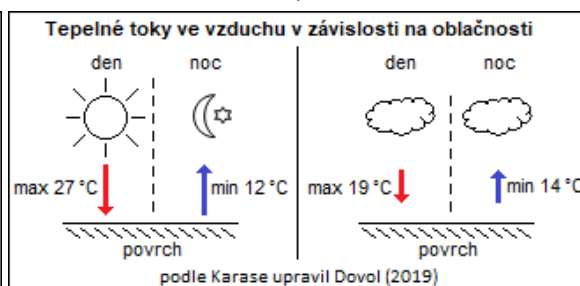 Tepelné toky ve vzduchu v závislosti na oblačnosti
den noc
max 27 °C min 12 °C
povrch
den noc
max 19 °C min 14 °C
povrch
podle Karase upravil Dovol (2019)